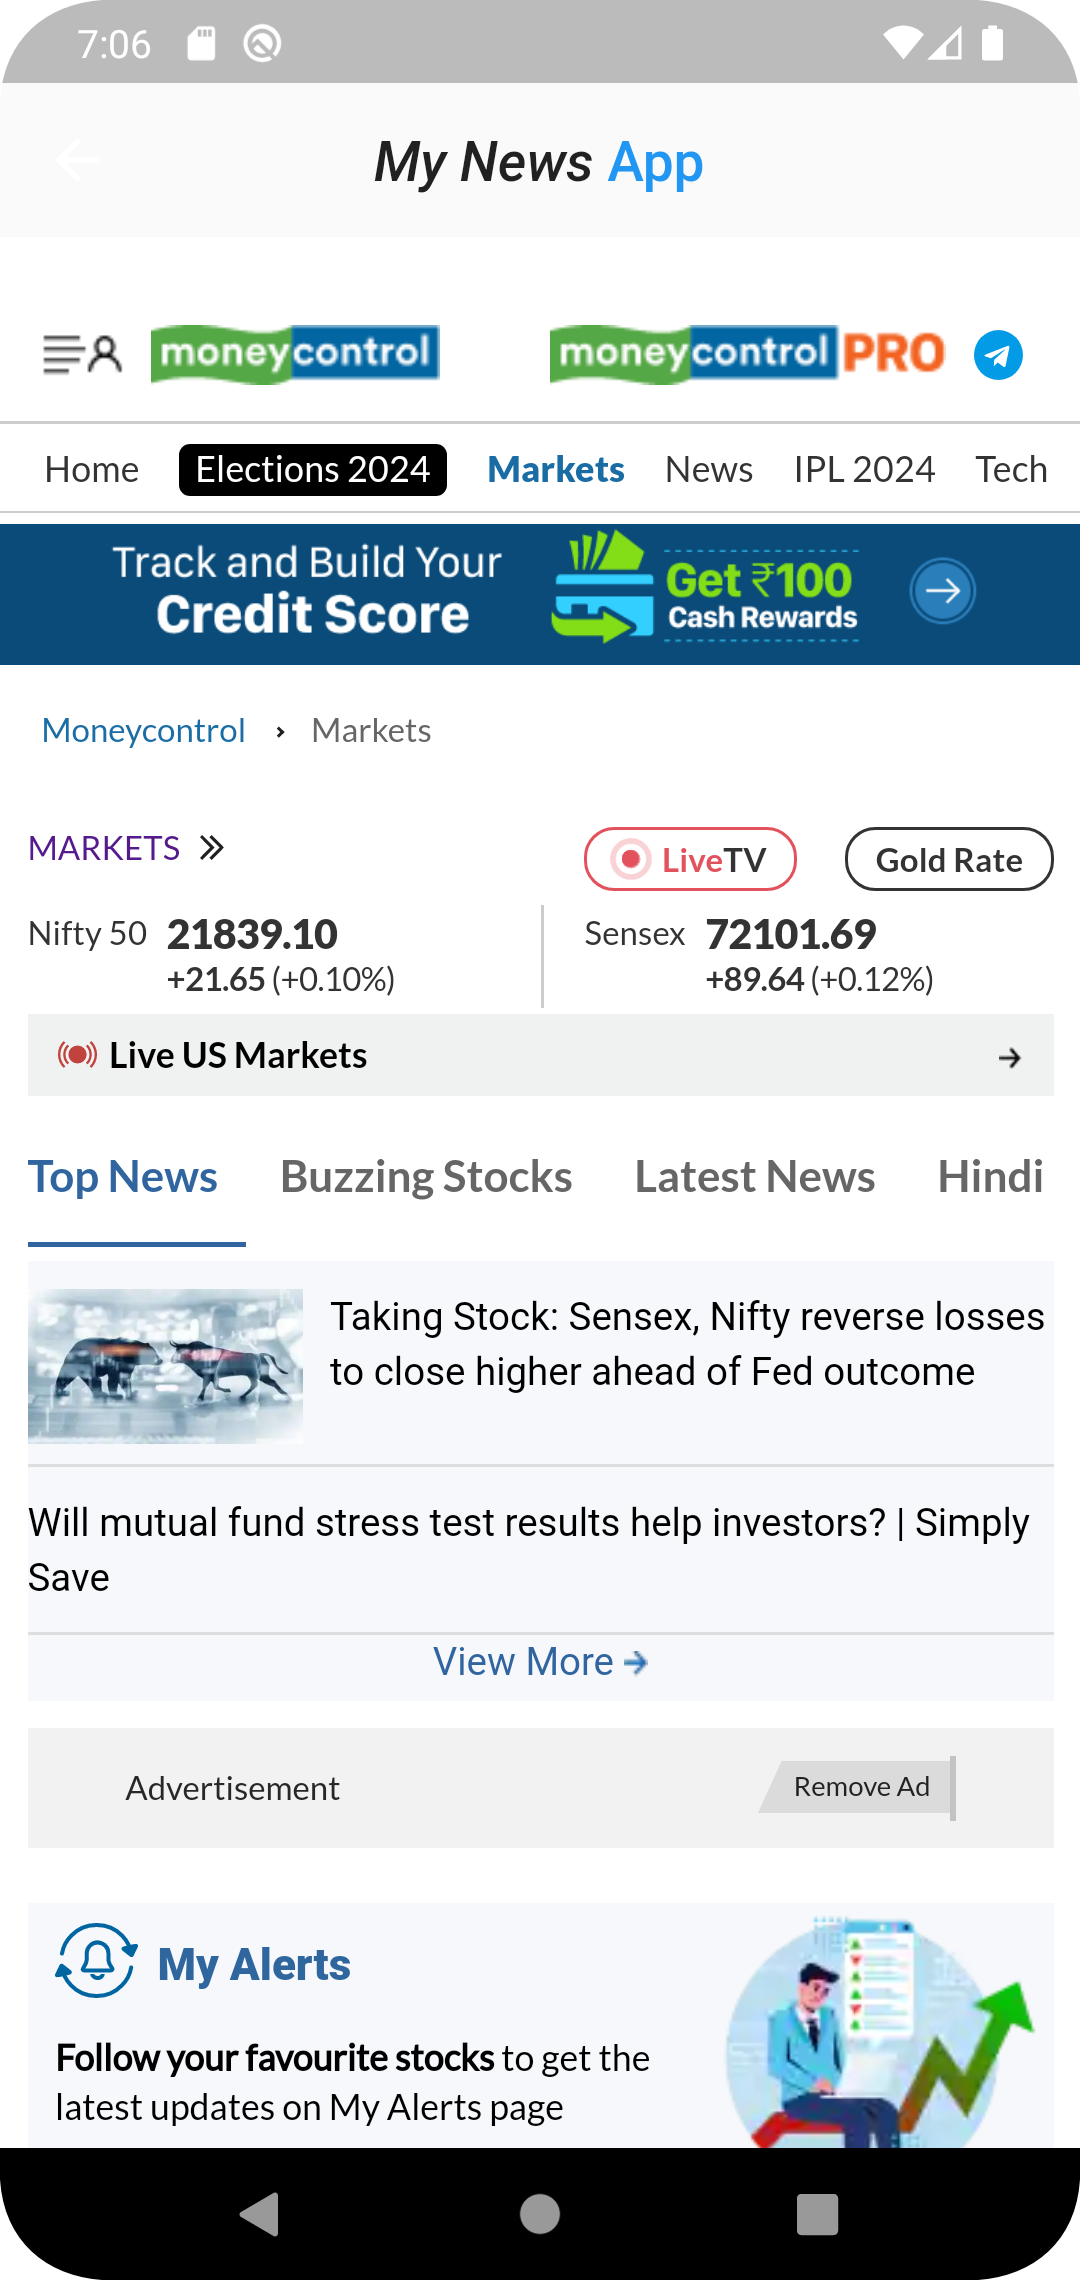 7:06
My News App
moneycontrol
moneycontrol PRO
Home Elections 2024 Markets News IPL 2024 Tech
Track and Build Your
Credit Score
Get ₹100
Cash Rewards
Moneycontrol › Markets
MARKETS
LiveTV
Gold Rate
Nifty 50 21839.10
+21.65 (+0.10%)
Sensex 72101.69
+89.64 (+0.12%)
Live US Markets
Top News Buzzing Stocks Latest News Hindi
Taking Stock: Sensex, Nifty reverse losses
to close higher ahead of Fed outcome
Will mutual fund stress test results help investors? | Simply
Save
View More
Advertisement
Remove Ad
My Alerts
Follow your favourite stocks to get the
latest updates on My Alerts page